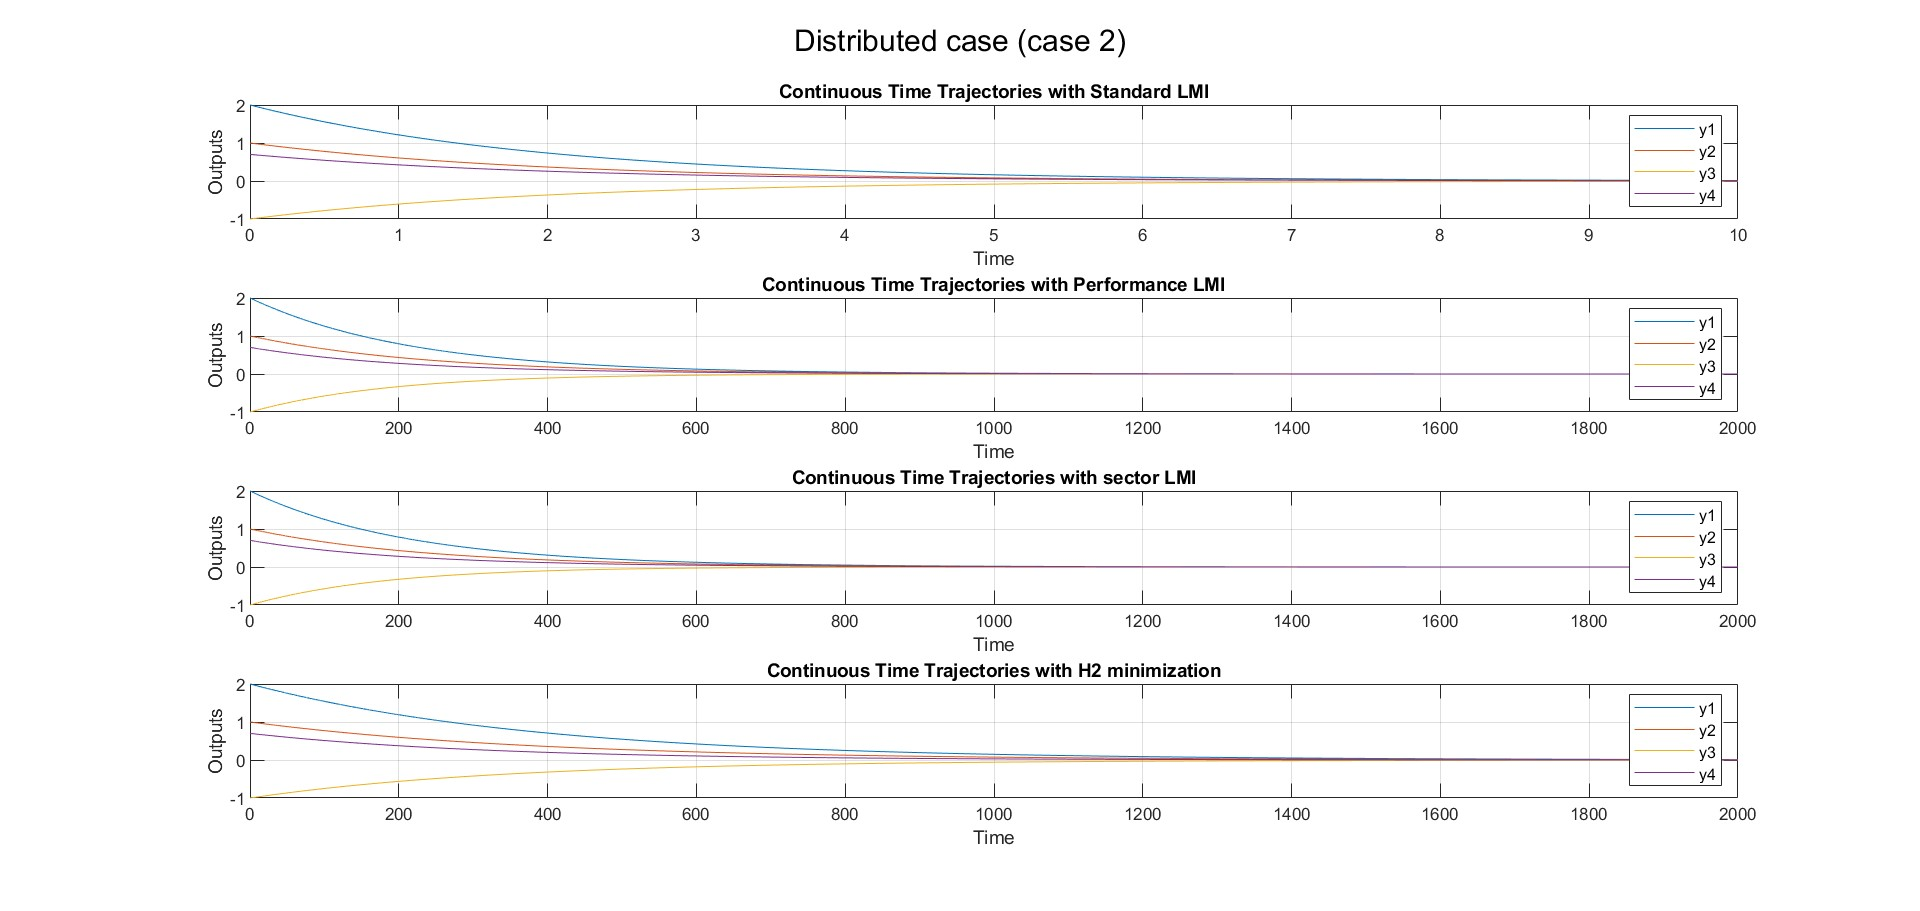 Distributed case (case 2)
Continuous Time Trajectories with Standard LMI
Outputs
2
1
0
-1
y1
y2
y3
y4
0 1 2 3 4 5 6 7 8 9 10
Time
Continuous Time Trajectories with Performance LMI
Outputs
2
1
0
-1
y1
y2
y3
y4
0 200 400 600 800 1000 1200 1400 1600 1800 2000
Time
Continuous Time Trajectories with sector LMI
Outputs
2
1
0
-1
y1
y2
y3
y4
0 200 400 600 800 1000 1200 1400 1600 1800 2000
Time
Continuous Time Trajectories with H2 minimization
Outputs
2
1
0
-1
y1
y2
y3
y4
0 200 400 600 800 1000 1200 1400 1600 1800 2000
Time